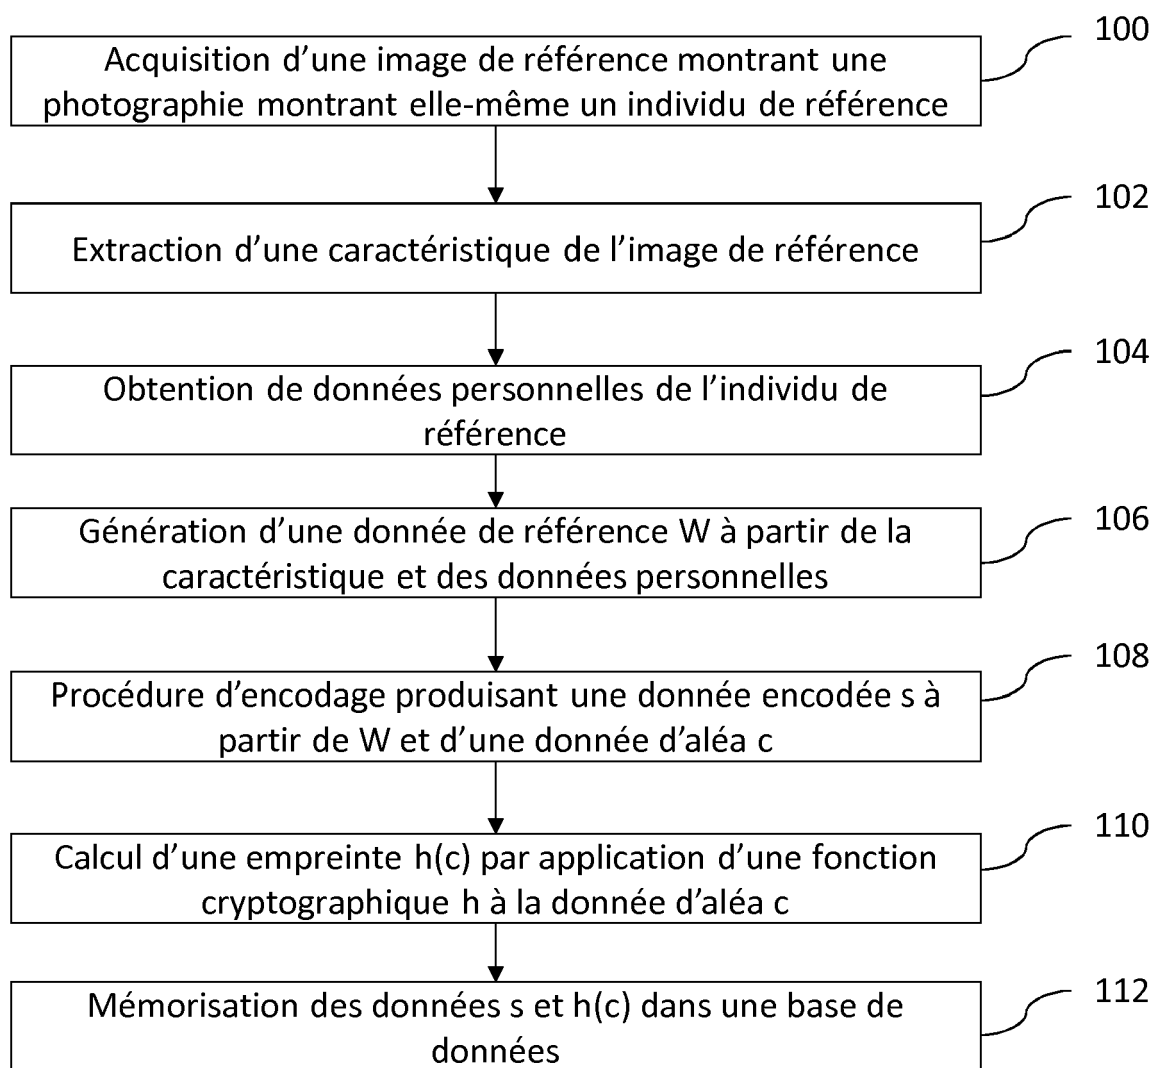 100
Acquisition d’une image de référence montrant une
photographie montrant elle-même un individu de référence
102
Extraction d’une caractéristique de l’image de référence
104
Obtention de données personnelles de l’individu de
référence
106
Génération d’une donnée de référence W à partir de la
caractéristique et des données personnelles
108
Procédure d’encodage produisant une donnée encodée s à
partir de W et d’une donnée d’aléa c
110
Calcul d’une empreinte h(c) par application d’une fonction
cryptographique h à la donnée d’aléa c
112
Mémorisation des données s et h(c) dans une base de
données